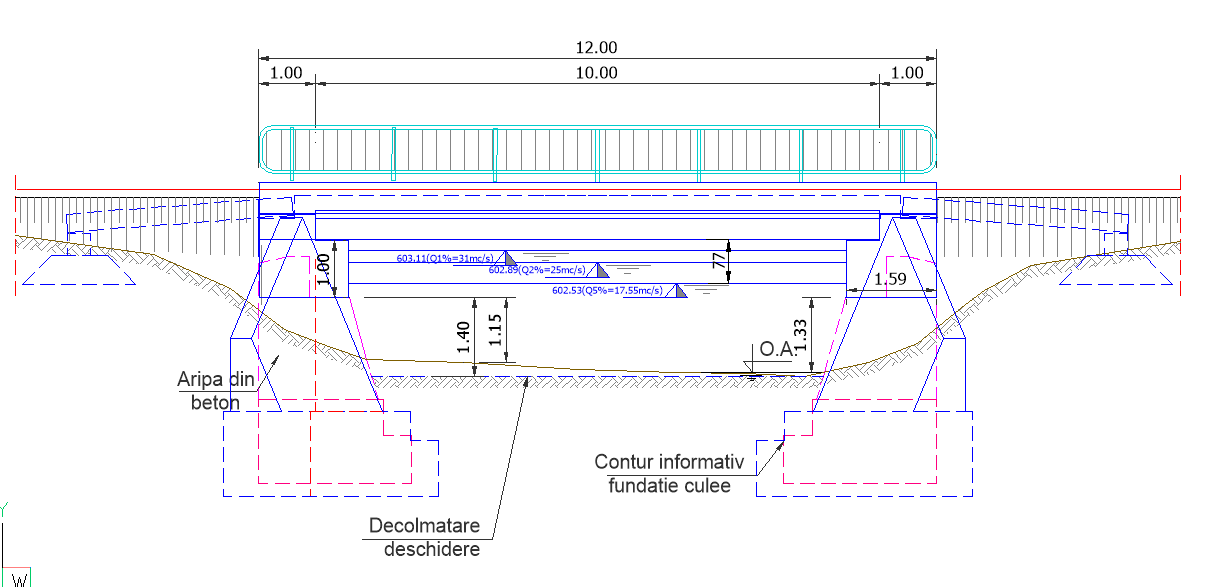 12.00
1.00
10.00
1.00
603.11(Q1%=31mc/s)
602.89(Q2%=25mc/s)
602.53(Q5%=17.55mc/s)
1.00
77
1.59
1.40
1.15
1.33
O.A.
Aripa din
beton
Contur informativ
fundatie culee
Decolmatare
deschidere
Y
W